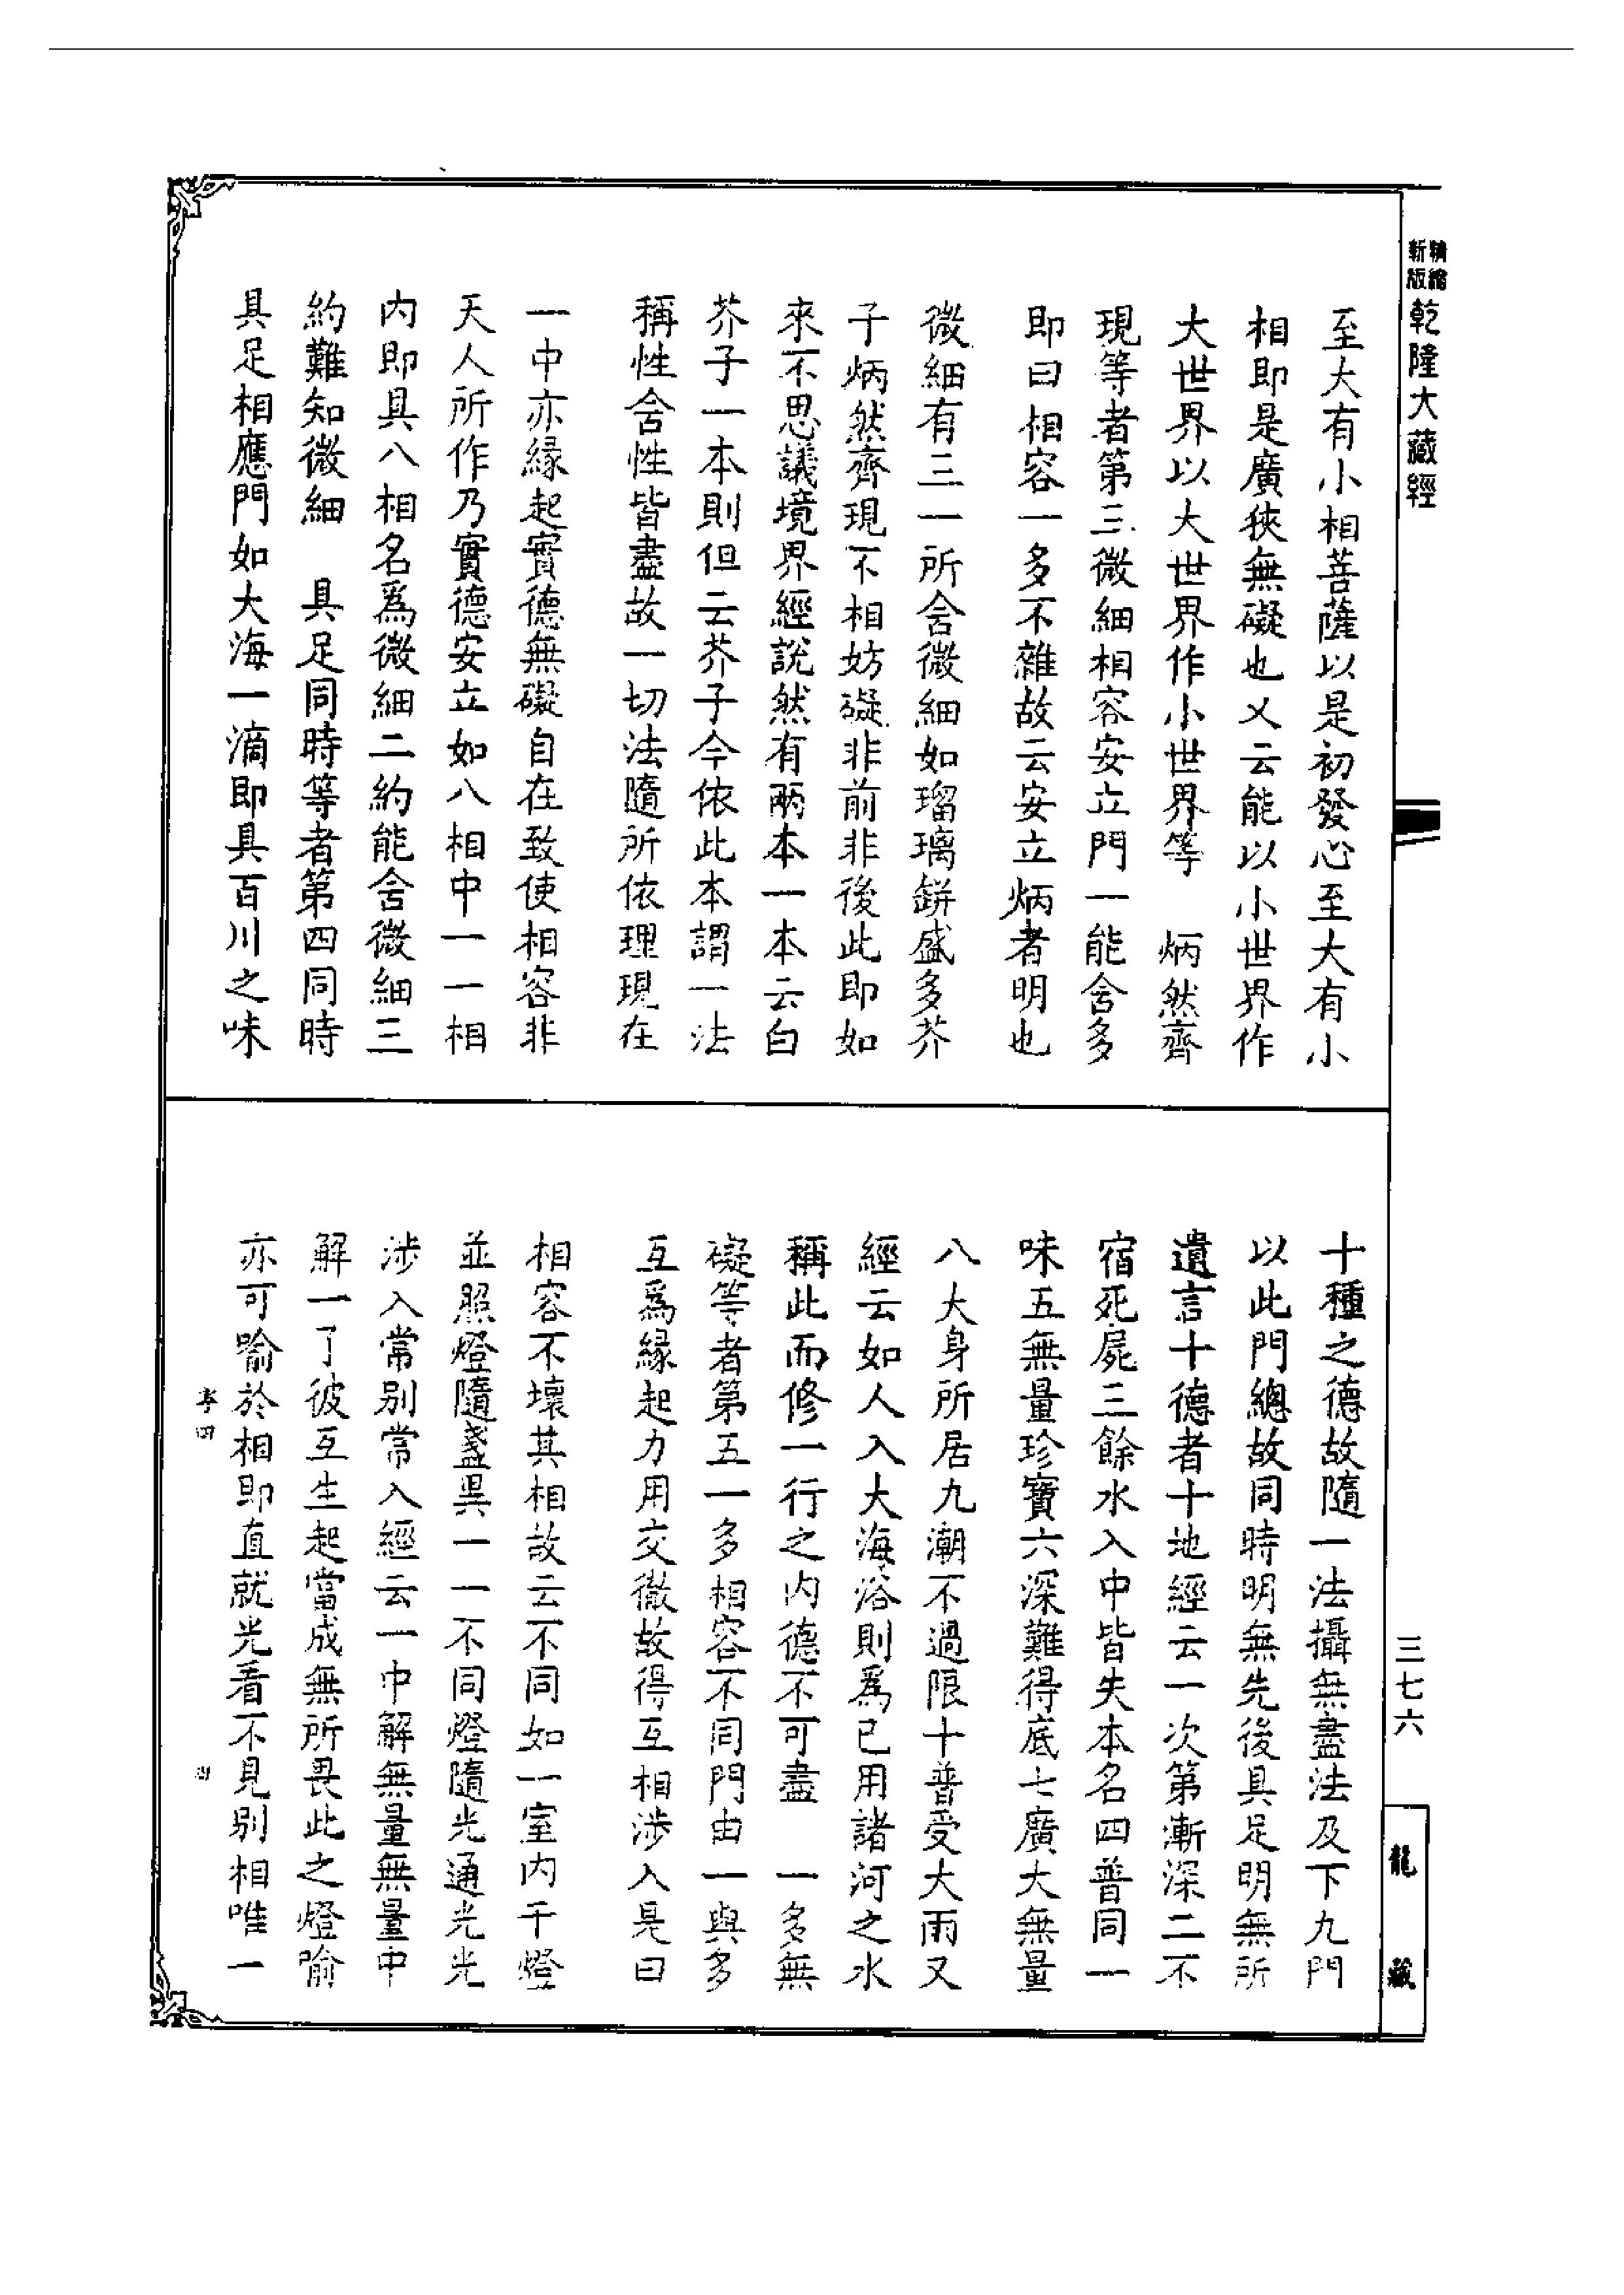 精縮新版乾隆大藏經
至大有小相菩薩以是初發心至大有小
相即是廣狹無礙也又云能以小世界作
大世界以大世界作小世界等　炳然齊
現等者第三微細相容安立門一能含多
即曰相容一多不雜故云安立炳者明也
微細有三一所含微細如瑠璃缾盛多芥
子炳然齊現不相妨礙非前非後此即如
來不思議境界經說然有兩本一本云白
芥子一本則但云芥子今依此本謂一法
稱性含性皆盡故一切法隨所依理現在
一中亦緣起實德無礙自在致使相容非
天人所作乃實德安立如八相中一一相
內即具八相名爲微細二約能含微細三
約難知微細　具足同時等者第四同時
具足相應門如大海一滴即具百川之味
十種之德故隨一法攝無盡法及下九門
以此門總故同時明無先後具足明無所
遺言十德者十地經云一次第漸深二不
宿死屍三餘水入中皆失本名四普同一
味五無量珍寶六深難得底七廣大無量
八大身所居九潮不過限十普受大雨又
經云如人入大海浴則爲已用諸河之水
稱此而修一行之內德不可盡　一多無
礙等者第五一多相容不同門由一與多
互爲緣起力用交徹故得互相涉入是曰
相容不壞其相故云不同如一室內千燈
並照燈隨盞異一一不同燈隨光通光光
涉入常別常入經云一中解無量無量中
解一了彼互生起當成無所畏此之燈喻
亦可喻於相即直就光看不見別相唯一
三七六
龍藏